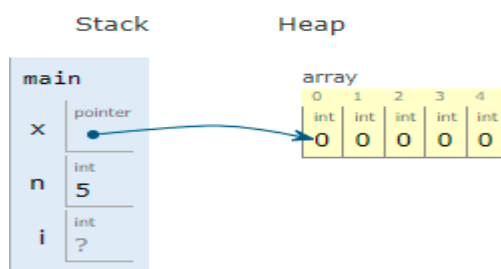 Stack Heap
main
array
0 1 2 3 4
int int int int int
0 0 0 0 0
x pointer
n int 5
i int ?